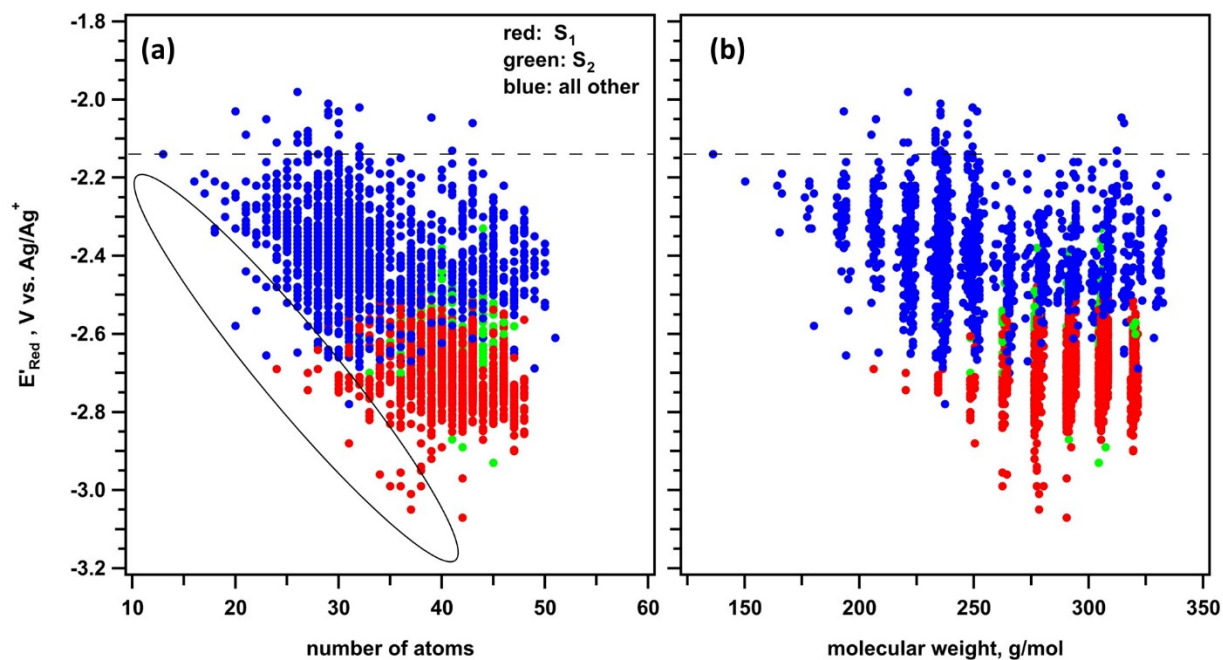 (a)
red: S₁
green: S₂
blue: all other
(b)
-1.8
-2.0
-2.2
-2.4
-2.6
-2.8
-3.0
-3.2
E'Red , V vs. Ag/Ag⁺
10 20 30 40 50 60
150 200 250 300 350
number of atoms
molecular weight, g/mol